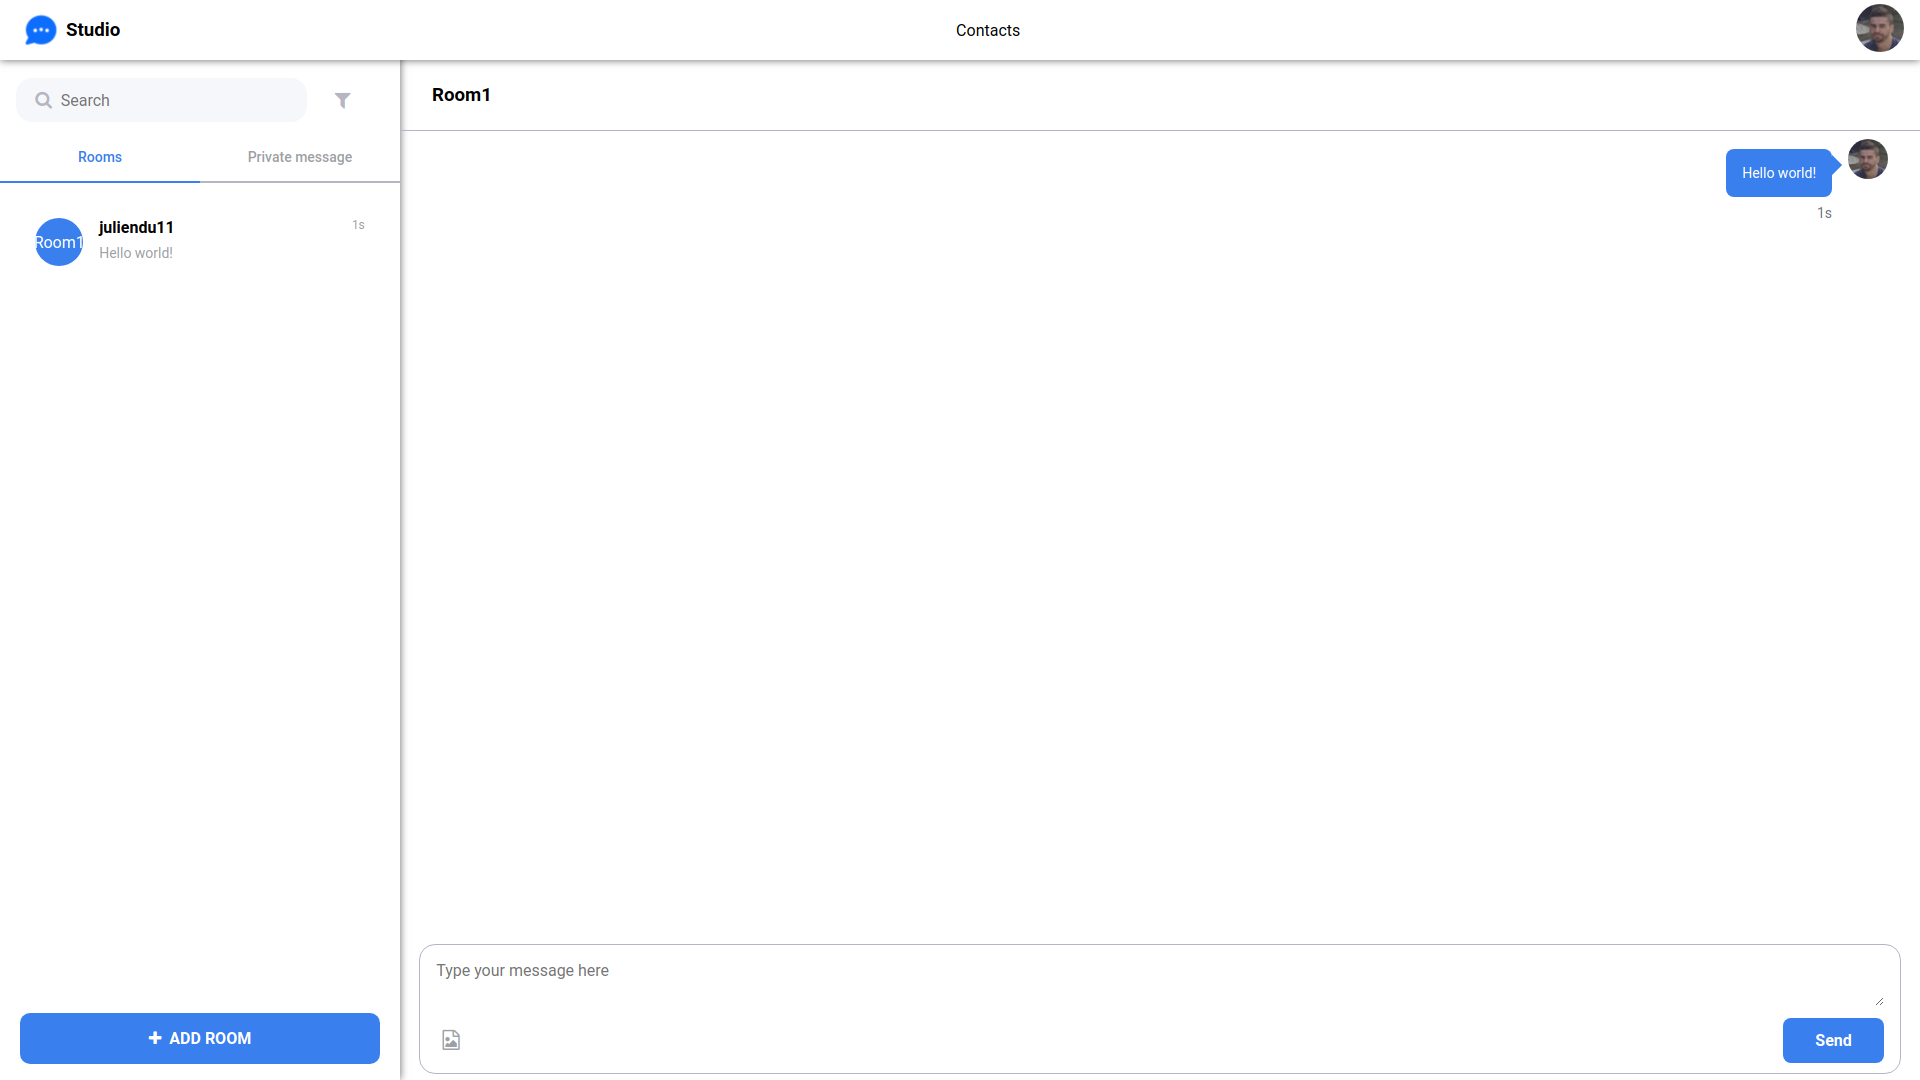 Studio
Contacts
Search
Rooms
Private message
Room1
juliendu11
1s
Hello world!
Room1
Hello world!
1s
Type your message here
Send
ADD ROOM